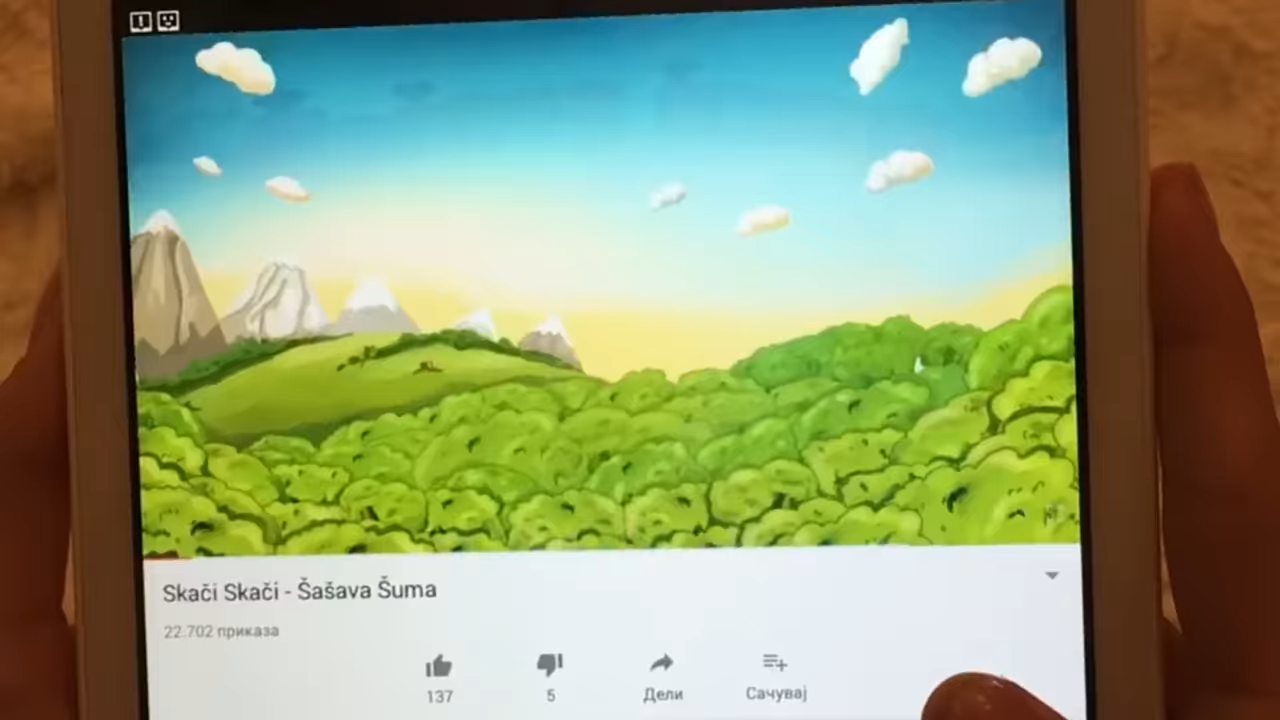 Skači Skači - Šašava Šuma
22.702 приказа
137
5
Дели
Сачувај